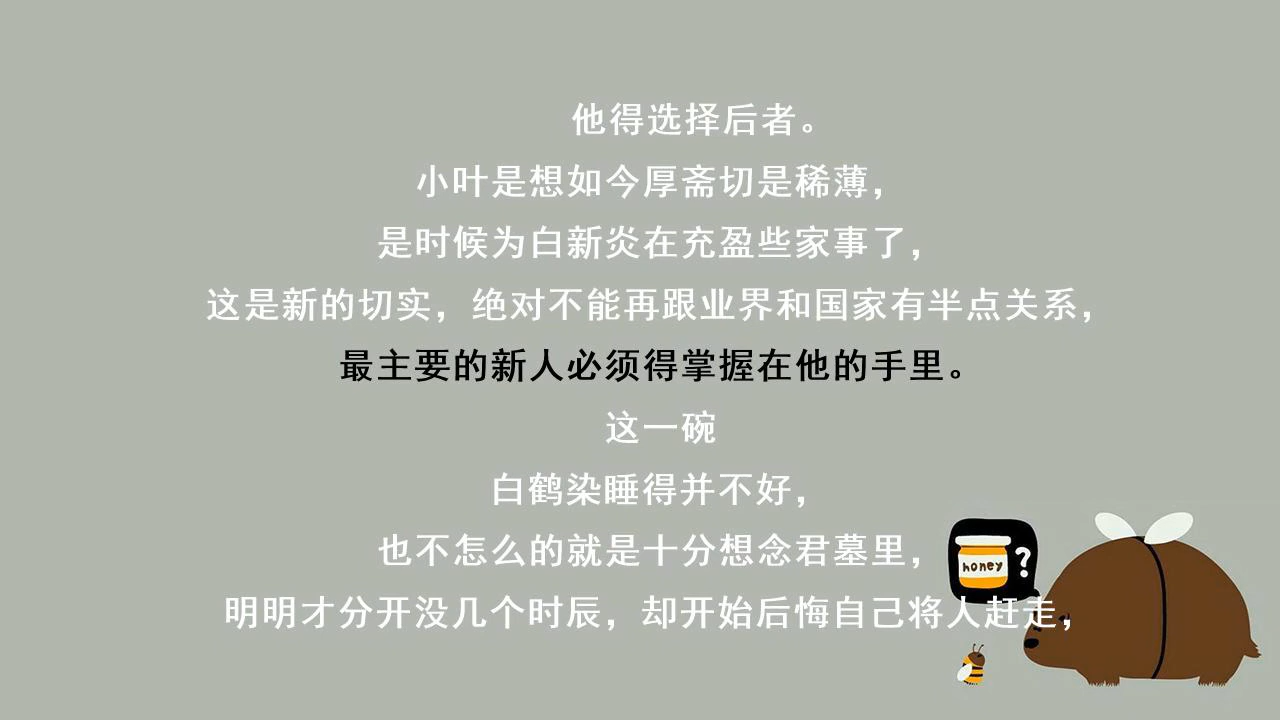 他得选择后者。
小叶是想如今厚斋切是稀薄，
是时候为白新炎在充盈些家事了，
这是新的切实，绝对不能再跟业界和国家有半点关系，
最主要的新人必须得掌握在他的手里。
这一碗
白鹤染睡得并不好，
也不怎么的就是十分想念君墓里，
明明才分开没几个时辰，却开始后悔自己将人赶走，
honey
?